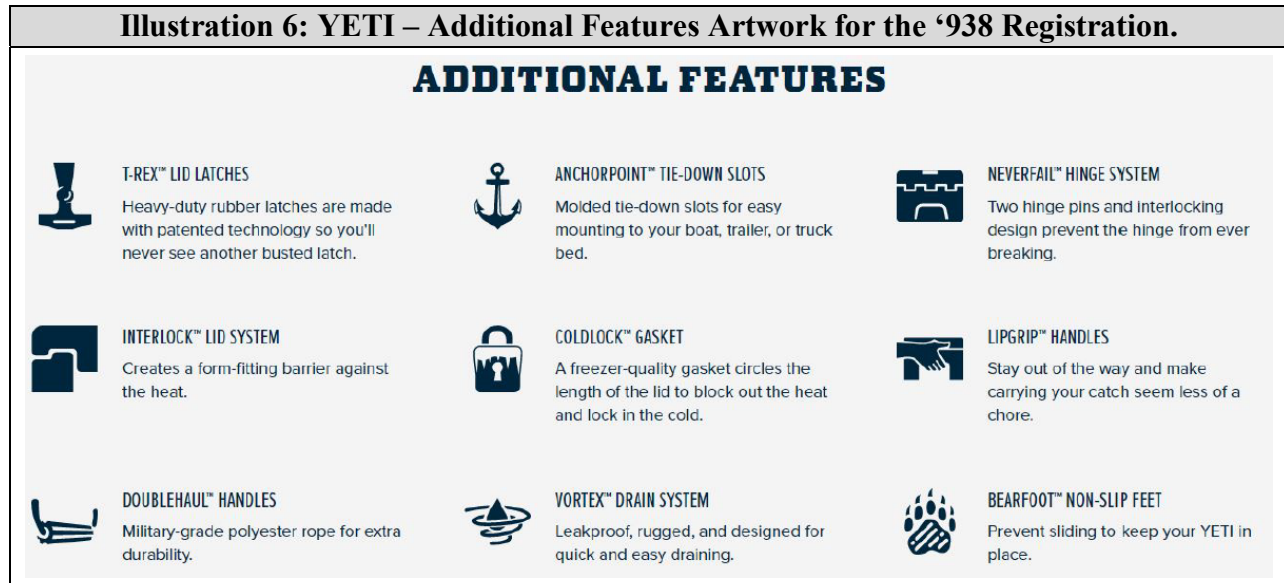 Illustration 6: YETI – Additional Features Artwork for the ‘938 Registration.
ADDITIONAL FEATURES
T-REX™ LID LATCHES
Heavy-duty rubber latches are made
with patented technology so you'll
never see another busted latch.
ANCHORPOINT™ TIE-DOWN SLOTS
Molded tie-down slots for easy
mounting to your boat, trailer, or truck
bed.
NEVERFAIL™ HINGE SYSTEM
Two hinge pins and interlocking
design prevent the hinge from ever
breaking.
INTERLOCK™ LID SYSTEM
Creates a form-fitting barrier against
the heat.
COLDLOCK™ GASKET
A freezer-quality gasket circles the
length of the lid to block out the heat
and lock in the cold.
LIPGRIP™ HANDLES
Stay out of the way and make
carrying your catch seem less of a
chore.
DOUBLEHAUL™ HANDLES
Military-grade polyester rope for extra
durability.
VORTEX™ DRAIN SYSTEM
Leakproof, rugged, and designed for
quick and easy draining.
BEARFOOT™ NON-SLIP FEET
Prevent sliding to keep your YETI in
place.